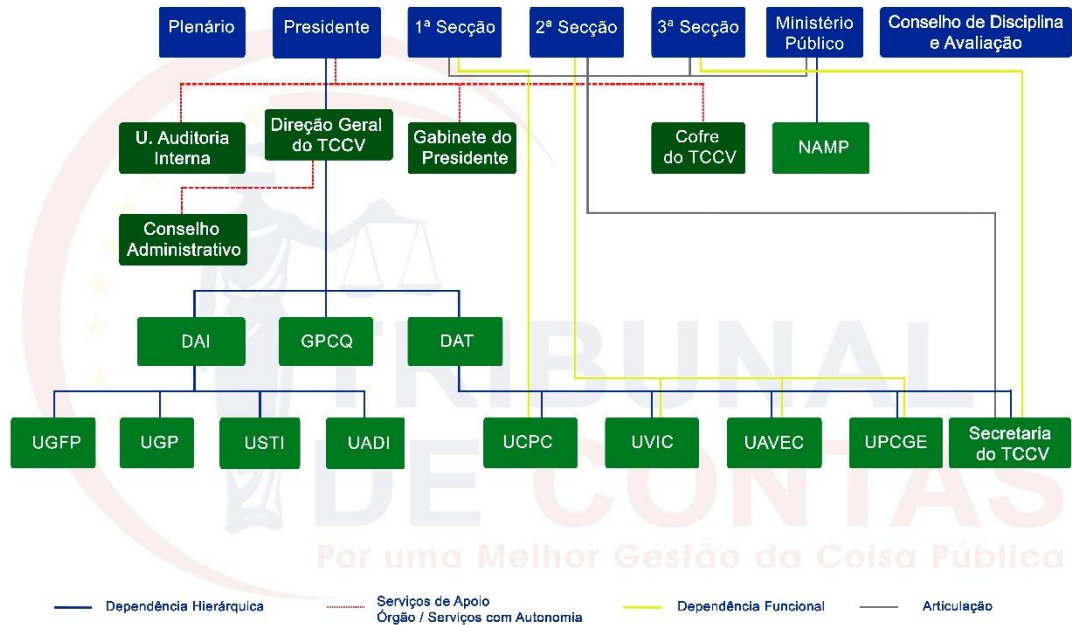 Plenário
Presidente
1ª Secção
2ª Secção
3ª Secção
Ministério
Público
Conselho de Disciplina
e Avaliação
U. Auditoria
Interna
Direção Geral
do TCCV
Gabinete do
Presidente
Cofre
do TCCV
NAMP
Conselho
Administrativo
DAI
GPCQ
DAT
UGFP
UGP
USTI
UADI
UCPC
UVIC
UAVEC
UPCGE
Secretaria
do TCCV
TRIBUNAL
DE CONTAS
Por uma Melhor Gestão da Coisa Pública
Dependência Hierárquica
Serviços de Apoio
Órgão / Serviços com Autonomia
Dependência Funcional
Articulação